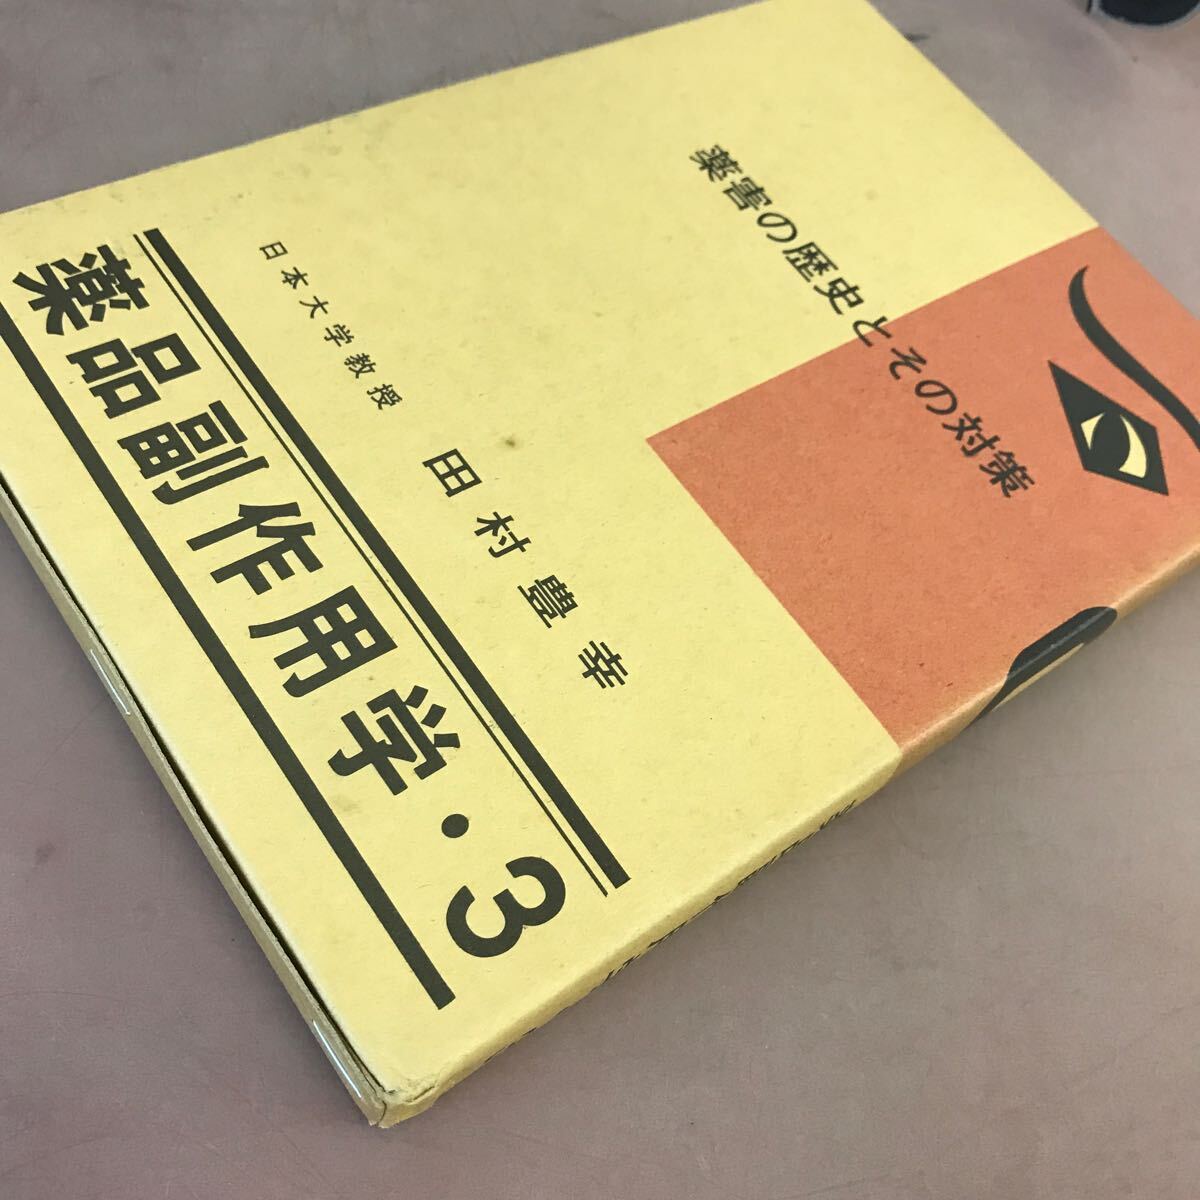 薬害の歴史とその対策
日本大学教授 田村豊幸
薬品副作用学・3